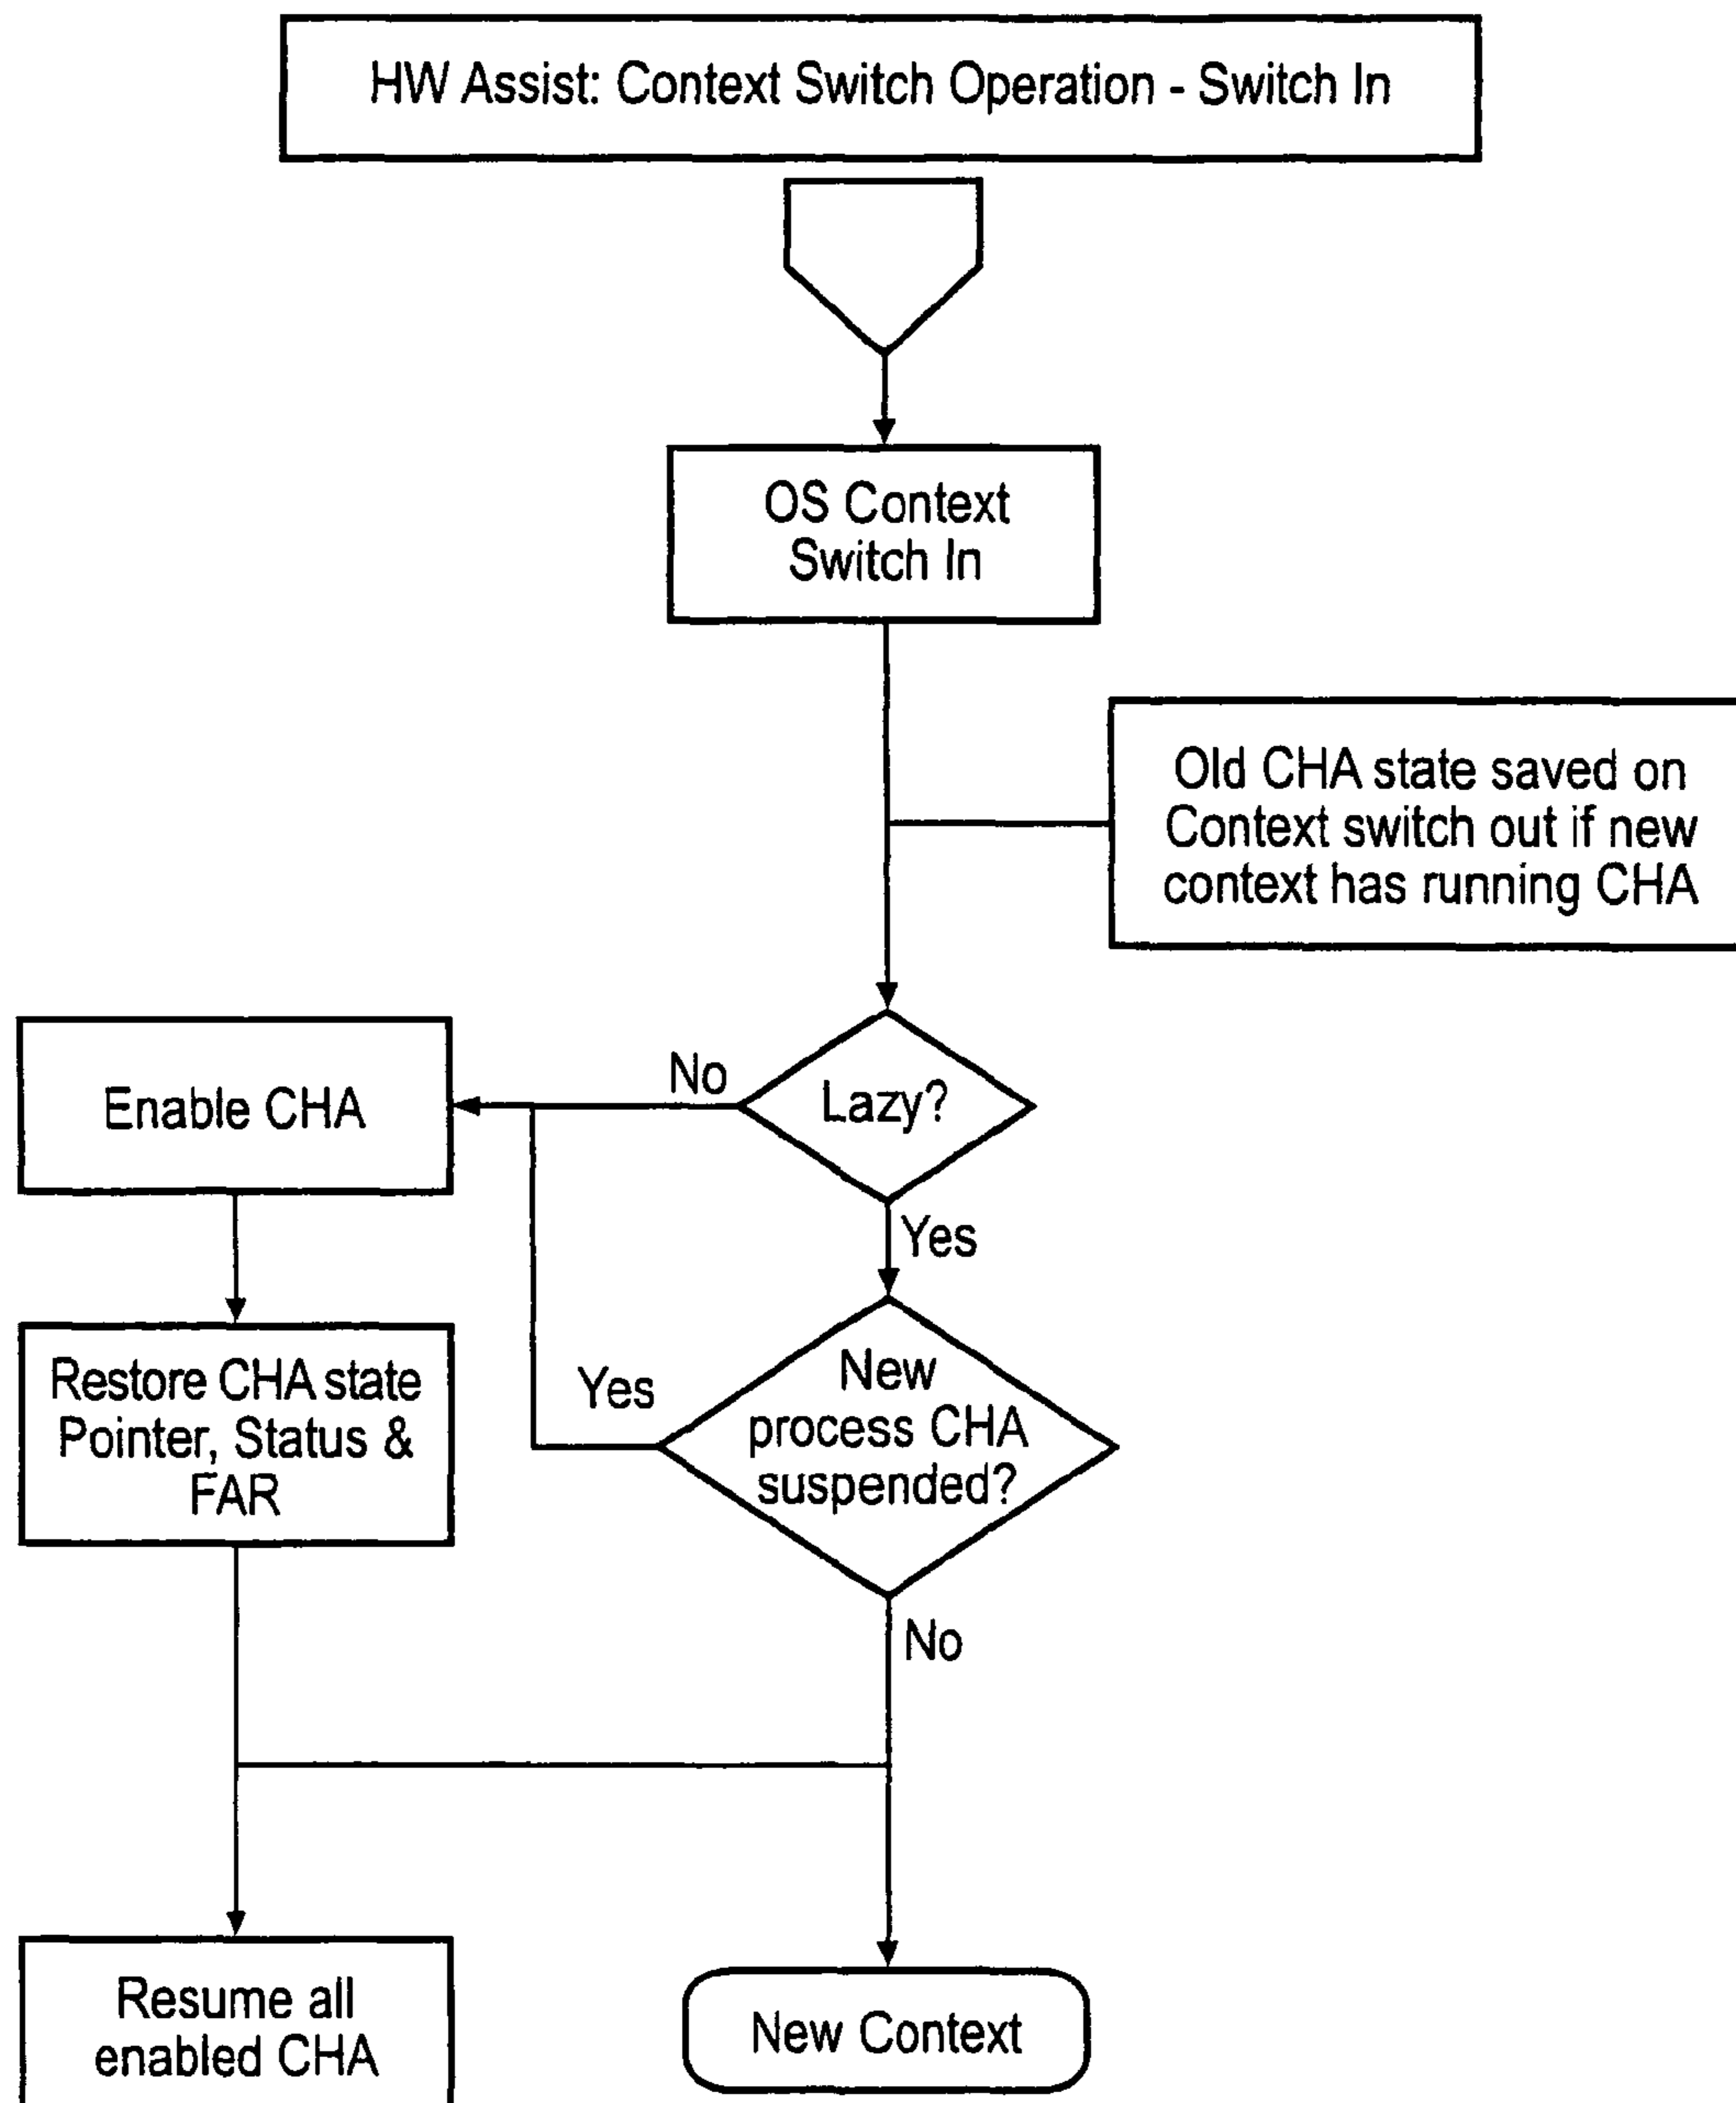 HW Assist: Context Switch Operation - Switch In
OS Context
Switch In
Old CHA state saved on
Context switch out if new
context has running CHA
No
Lazy?
Enable CHA
Yes
Restore CHA state
Pointer, Status &
FAR
Yes
New
process CHA
suspended?
No
Resume all
enabled CHA
New Context